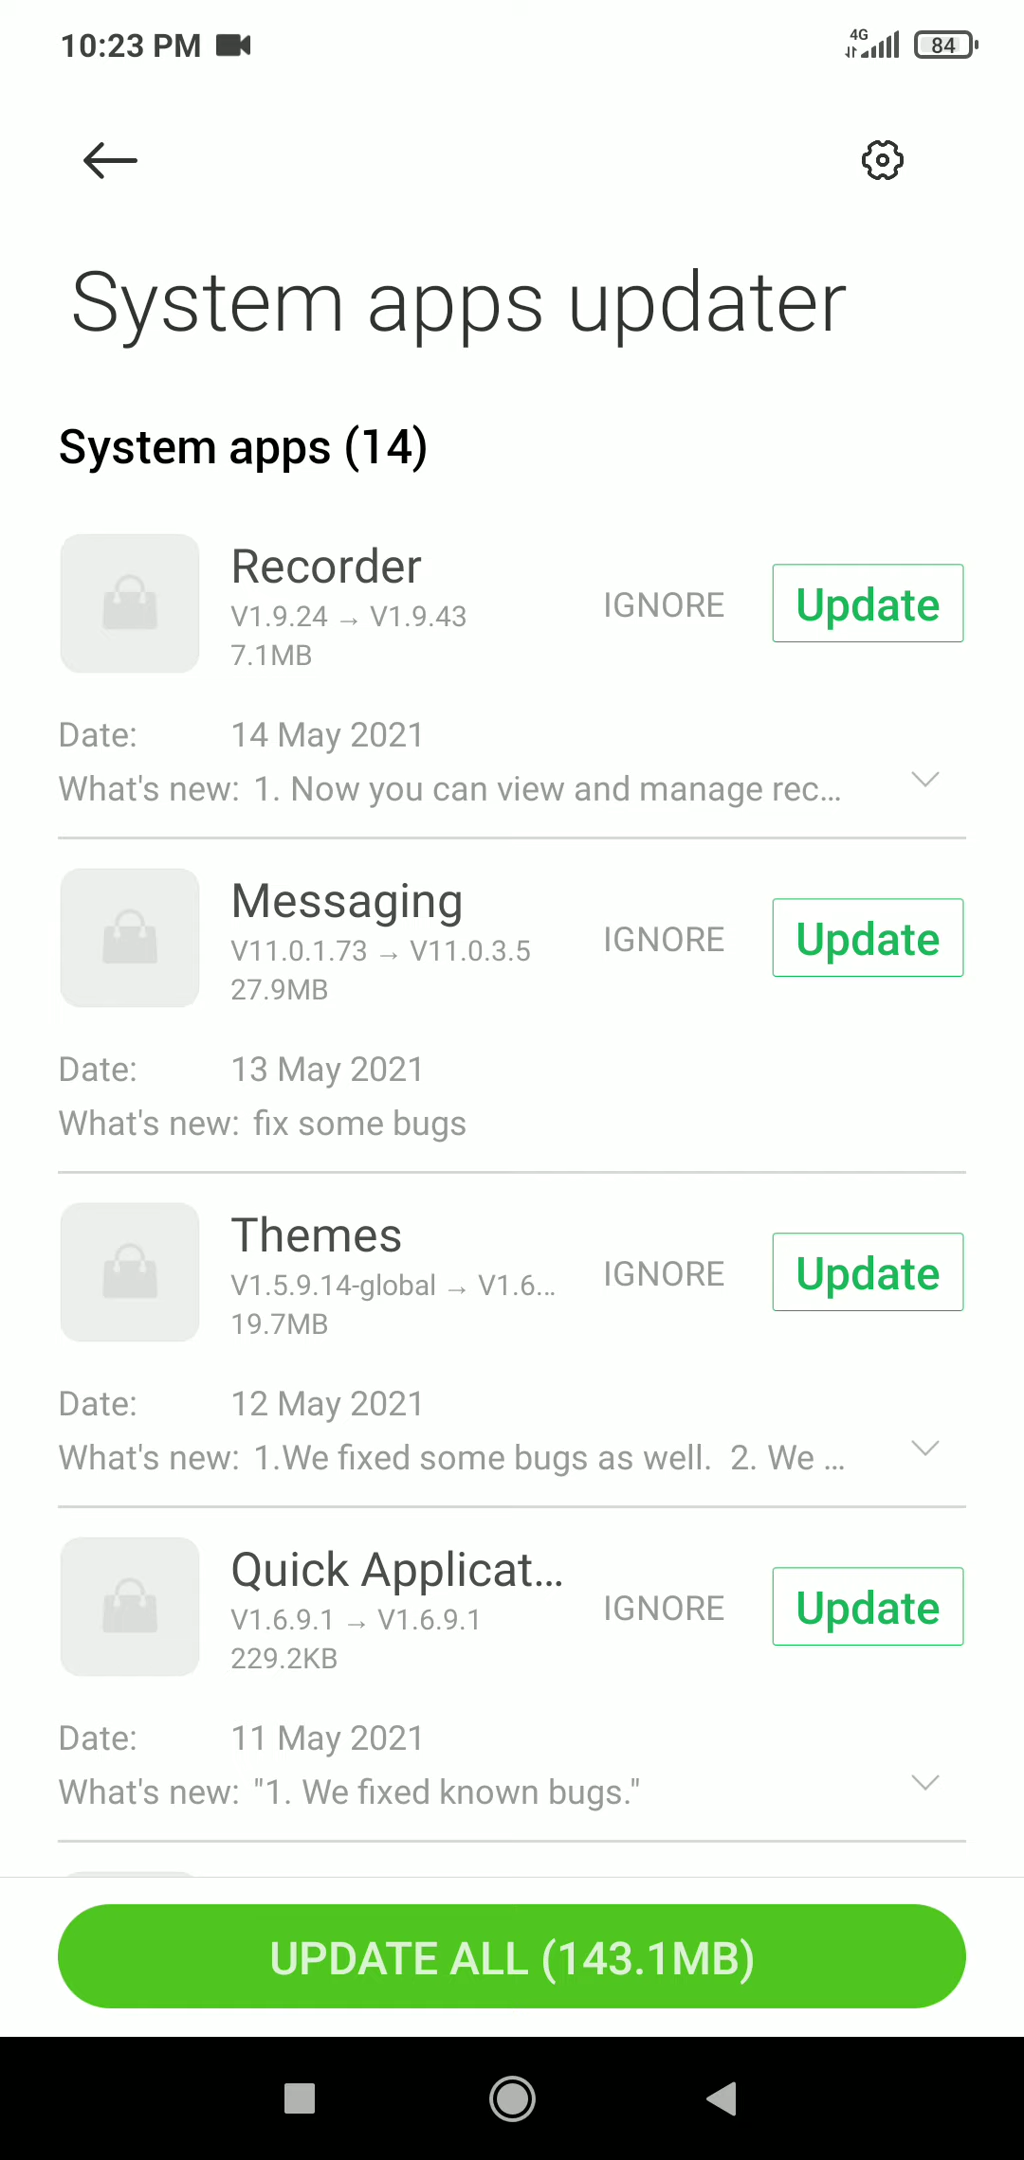 10:23 PM
4G
84
System apps updater
System apps (14)
Recorder
V1.9.24 → V1.9.43
7.1MB
IGNORE
Update
Date: 14 May 2021
What's new: 1. Now you can view and manage rec...
Messaging
V11.0.1.73 → V11.0.3.5
27.9MB
IGNORE
Update
Date: 13 May 2021
What's new: fix some bugs
Themes
V1.5.9.14-global → V1.6...
19.7MB
IGNORE
Update
Date: 12 May 2021
What's new: 1.We fixed some bugs as well. 2. We ...
Quick Applicat...
V1.6.9.1 → V1.6.9.1
229.2KB
IGNORE
Update
Date: 11 May 2021
What's new: "1. We fixed known bugs."
UPDATE ALL (143.1MB)